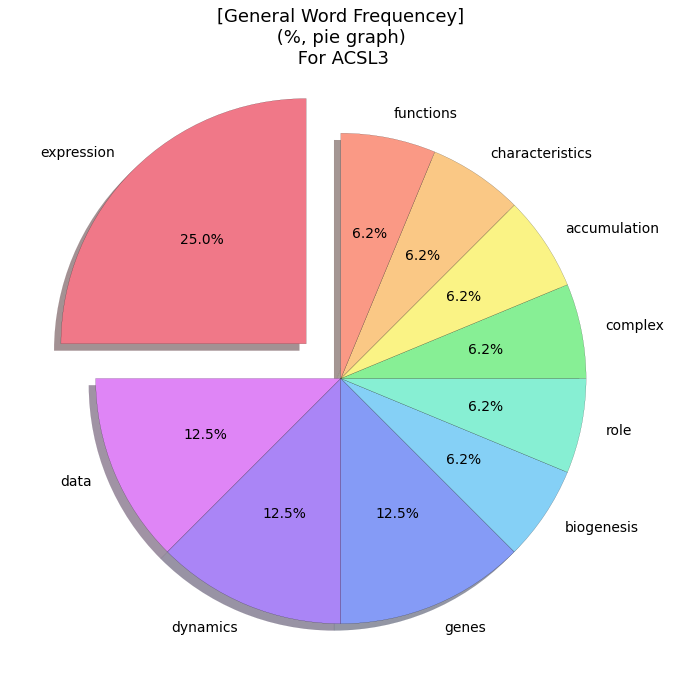 [General Word Frequencey]
(%, pie graph)
For ACSL3
functions
expression
characteristics
accumulation
25.0%
6.2%
6.2%
6.2%
complex
6.2%
6.2%
role
12.5%
6.2%
data
12.5%
12.5%
biogenesis
dynamics
genes